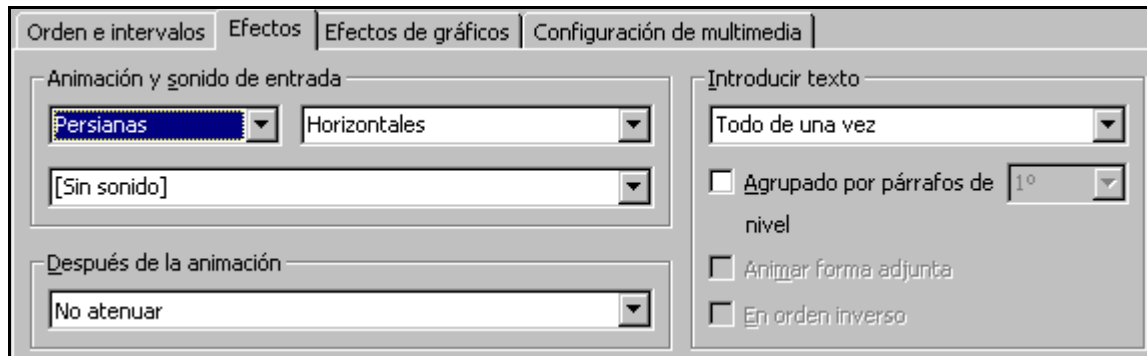 Orden e intervalos Efectos Efectos de gráficos Configuración de multimedia
Animación y sonido de entrada
Persianas Horizontales
[Sin sonido]
Después de la animación
No atenuar
Introducir texto
Todo de una vez
Agrupado por párrafos de 1º
nivel
Animar forma adjunta
En orden inverso